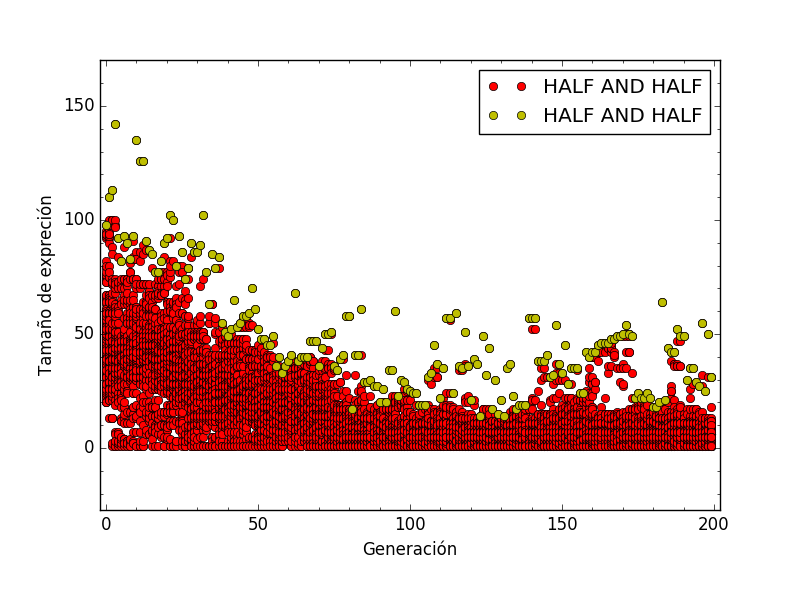 HALF AND HALF
HALF AND HALF
150
100
50
0
0 50 100 150 200
Tamaño de expreción
Generación